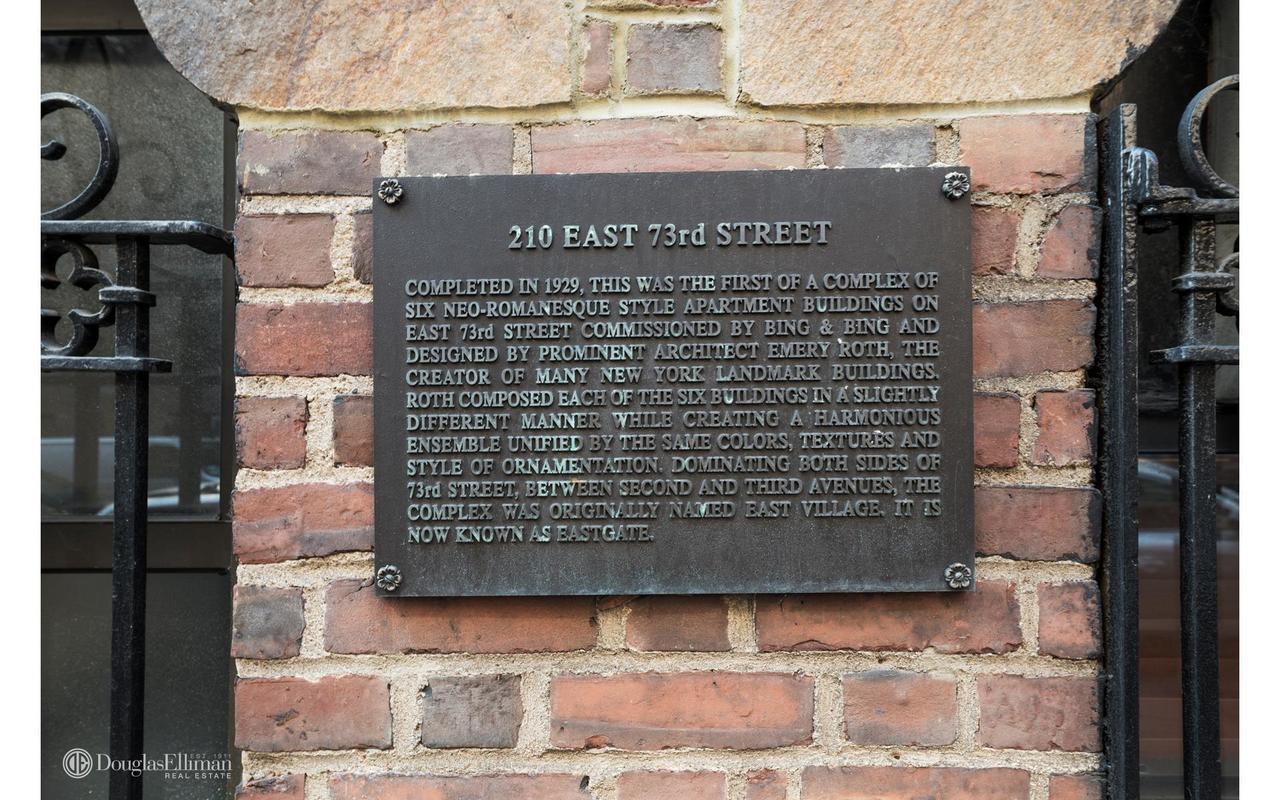 210 EAST 73rd STREET
COMPLETED IN 1929, THIS WAS THE FIRST OF A COMPLEX OF
SIX NEO-ROMANESQUE STYLE APARTMENT BUILDINGS ON
EAST 73rd STREET COMMISSIONED BY BING & BING AND
DESIGNED BY PROMINENT ARCHITECT EMERY ROTH, THE
CREATOR OF MANY NEW YORK LANDMARK BUILDINGS.
ROTH COMPOSED EACH OF THE SIX BUILDINGS IN A SLIGHTLY
DIFFERENT MANNER WHILE CREATING A HARMONIOUS
ENSEMBLE UNIFIED BY THE SAME COLORS, TEXTURES AND
STYLE OF ORNAMENTATION. DOMINATING BOTH SIDES OF
73rd STREET, BETWEEN SECOND AND THIRD AVENUES, THE
COMPLEX WAS ORIGINALLY NAMED EAST VILLAGE. IT IS
NOW KNOWN AS EASTGATE.
EST. 1911
DouglasElliman
REAL ESTATE